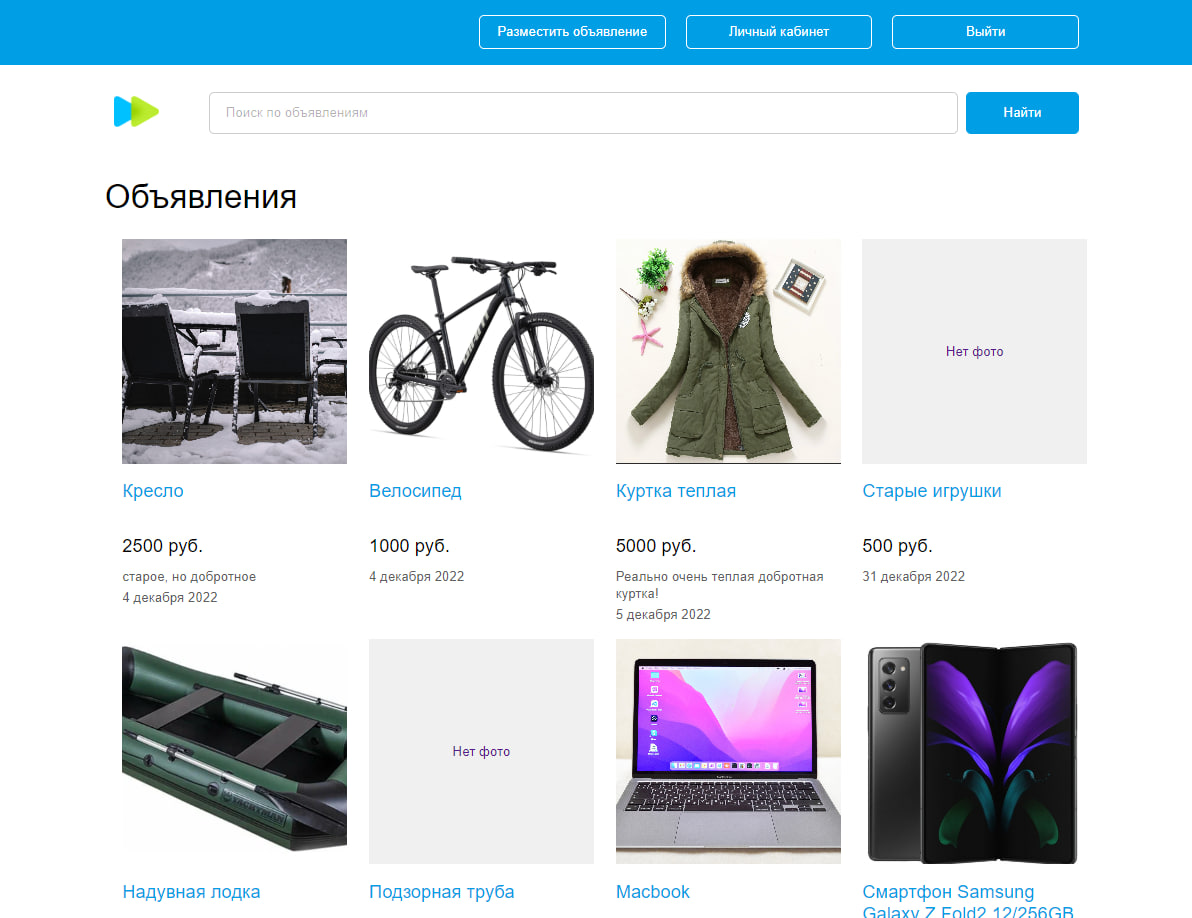 Разместить объявление
Личный кабинет
Выйти
Поиск по объявлениям
Найти
Объявления
GIANT
Нет фото
Кресло
Велосипед
Куртка теплая
Старые игрушки
2500 руб.
1000 руб.
5000 руб.
500 руб.
старое, но добротное
4 декабря 2022
4 декабря 2022
Реально очень теплая добротная
куртка!
5 декабря 2022
31 декабря 2022
YACHTMAN
Нет фото
Надувная лодка
Подзорная труба
Macbook
Смартфон Samsung
Galaxy Z Fold2 12/256GB